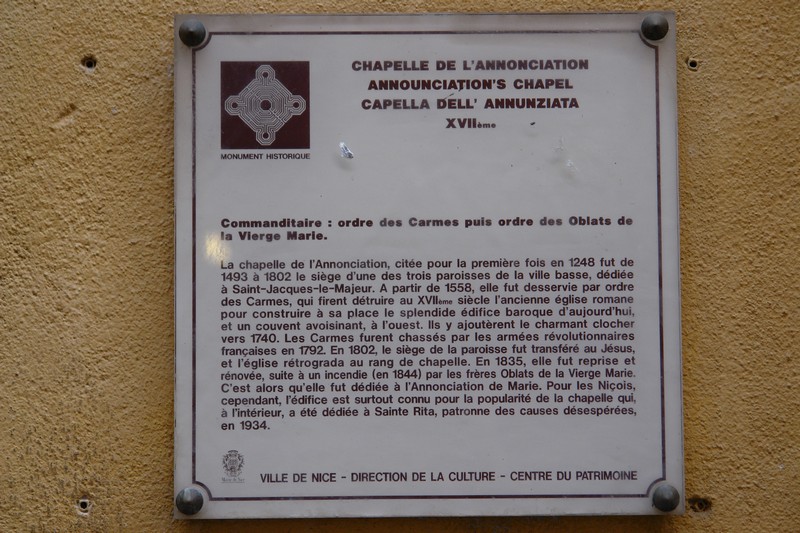 CHAPELLE DE L'ANNONCIATION
ANNOUNCIATION'S CHAPEL
CAPELLA DELL' ANNUNZIATA
XVIIème
MONUMENT HISTORIQUE
Commanditaire : ordre des Carmes puis ordre des Oblats de
la Vierge Marie.
La chapelle de l'Annonciation, citée pour la première fois en 1248 fut de
1493 à 1802 le siège d'une des trois paroisses de la ville basse, dédiée
à Saint-Jacques-le-Majeur. A partir de 1558, elle fut desservie par ordre
des Carmes, qui firent détruire au XVIIème siècle l'ancienne église romane
pour construire à sa place le splendide édifice baroque d'aujourd'hui,
et un couvent avoisinant, à l'ouest. Ils y ajoutèrent le charmant clocher
vers 1740. Les Carmes furent chassés par les armées révolutionnaires
françaises en 1792. En 1802, le siège de la paroisse fut transféré au Jésus,
et l'église rétrograda au rang de chapelle. En 1835, elle fut reprise et
rénovée, suite à un incendie (en 1844) par les frères Oblats de la Vierge Marie.
C'est alors qu'elle fut dédiée à l'Annonciation de Marie. Pour les Niçois,
cependant, l'édifice est surtout connu pour la popularité de la chapelle qui,
à l'intérieur, a été dédiée à Sainte Rita, patronne des causes désespérées,
en 1934.
VILLE DE NICE - DIRECTION DE LA CULTURE - CENTRE DU PATRIMOINE